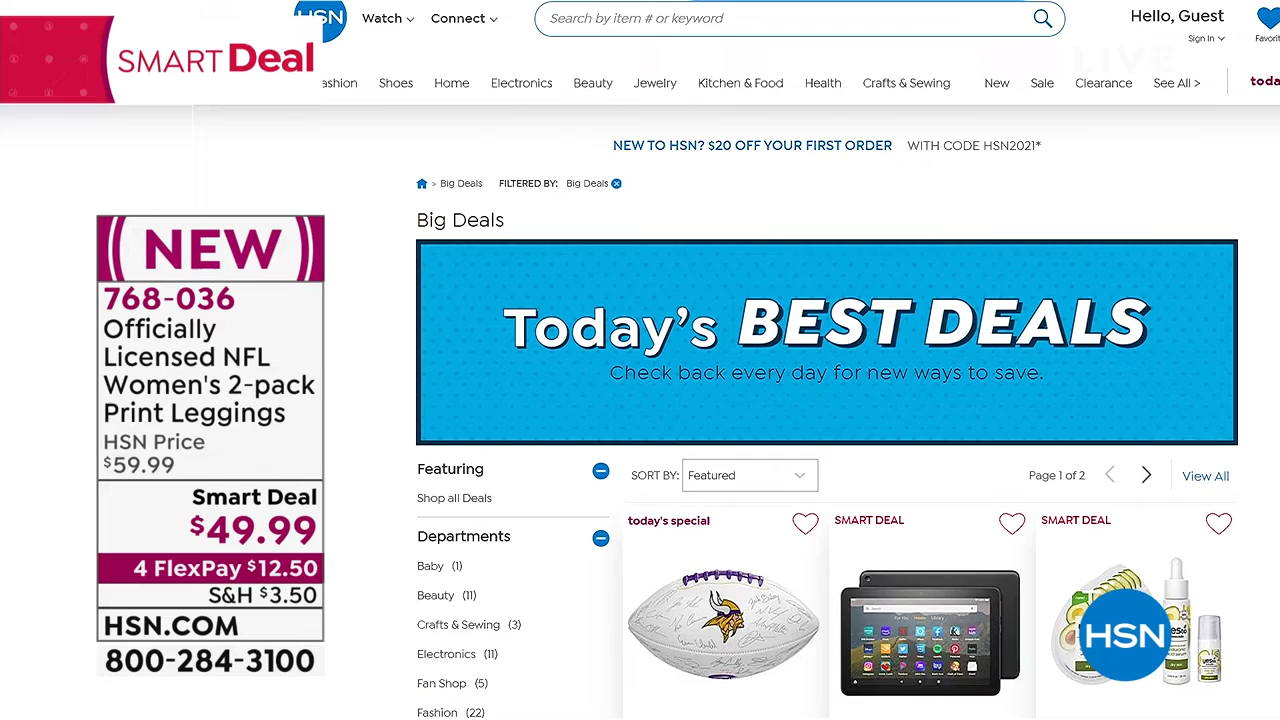 HSN
Watch
Connect
Search by item # or keyword
Hello, Guest
Sign In
SMART Deal
LIVE
ashion
Shoes
Home
Electronics
Beauty
Jewelry
Kitchen & Food
Health
Crafts & Sewing
New
Sale
Clearance
See All >
toda
Favorit
NEW TO HSN? $20 OFF YOUR FIRST ORDER WITH CODE HSN2021*
> Big Deals FILTERED BY: Big Deals
Big Deals
Today's BEST DEALS
Check back every day for new ways to save.
NEW
768-036
Officially
Licensed NFL
Women's 2-pack
Print Leggings
HSN Price
$59.99
Smart Deal
$49.99
4 FlexPay $12.50
S&H $3.50
HSN.COM
800-284-3100
Featuring
Shop all Deals
Departments
Baby (1)
Beauty (11)
Crafts & Sewing (3)
Electronics (11)
Fan Shop (5)
Fashion (22)
SORT BY: Featured
Page 1 of 2
View All
today's special
SMART DEAL
SMART DEAL
HSN